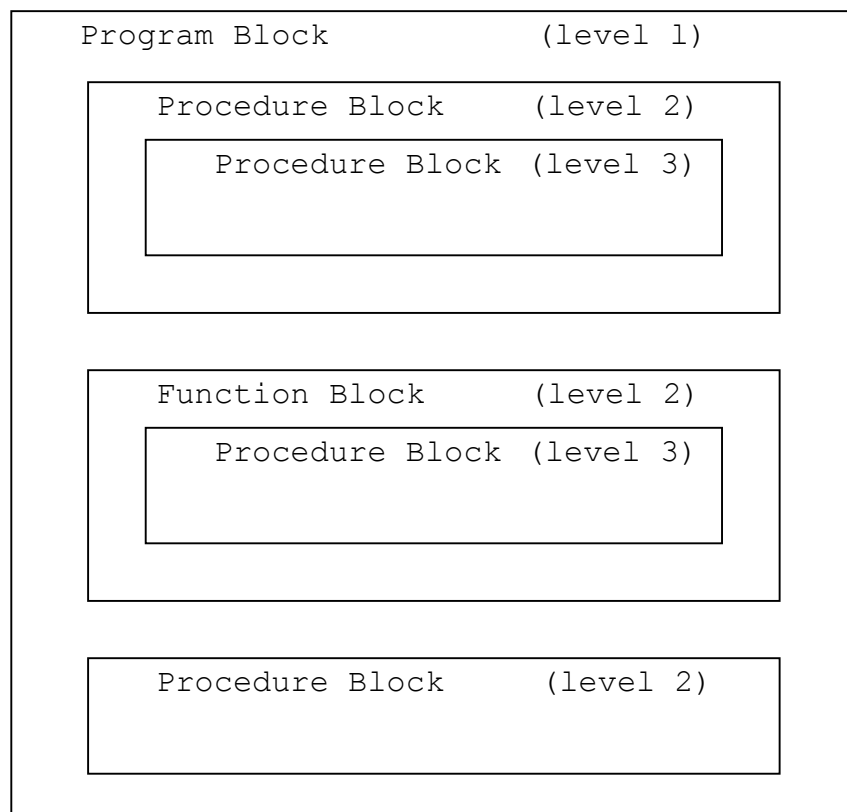 Program Block (level l)
Procedure Block (level 2)
Procedure Block (level 3)
Function Block (level 2)
Procedure Block (level 3)
Procedure Block (level 2)